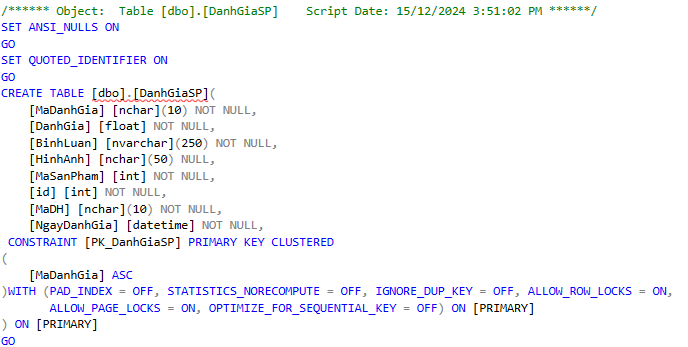 /****** Object:  Table [dbo].[DanhGiaSP]    Script Date: 15/12/2024 3:51:02 PM ******/
SET ANSI_NULLS ON
GO
SET QUOTED_IDENTIFIER ON
GO
CREATE TABLE [dbo].[DanhGiaSP](
    [MaDanhGia] [nchar](10) NOT NULL,
    [DanhGia] [float] NOT NULL,
    [BinhLuan] [nvarchar](250) NOT NULL,
    [HinhAnh] [nchar](50) NULL,
    [MaSanPham] [int] NOT NULL,
    [id] [int] NOT NULL,
    [MaDH] [nchar](10) NOT NULL,
    [NgayDanhGia] [datetime] NOT NULL,
 CONSTRAINT [PK_DanhGiaSP] PRIMARY KEY CLUSTERED
(
    [MaDanhGia] ASC
)WITH (PAD_INDEX = OFF, STATISTICS_NORECOMPUTE = OFF, IGNORE_DUP_KEY = OFF, ALLOW_ROW_LOCKS = ON,
       ALLOW_PAGE_LOCKS = ON, OPTIMIZE_FOR_SEQUENTIAL_KEY = OFF) ON [PRIMARY]
) ON [PRIMARY]
GO